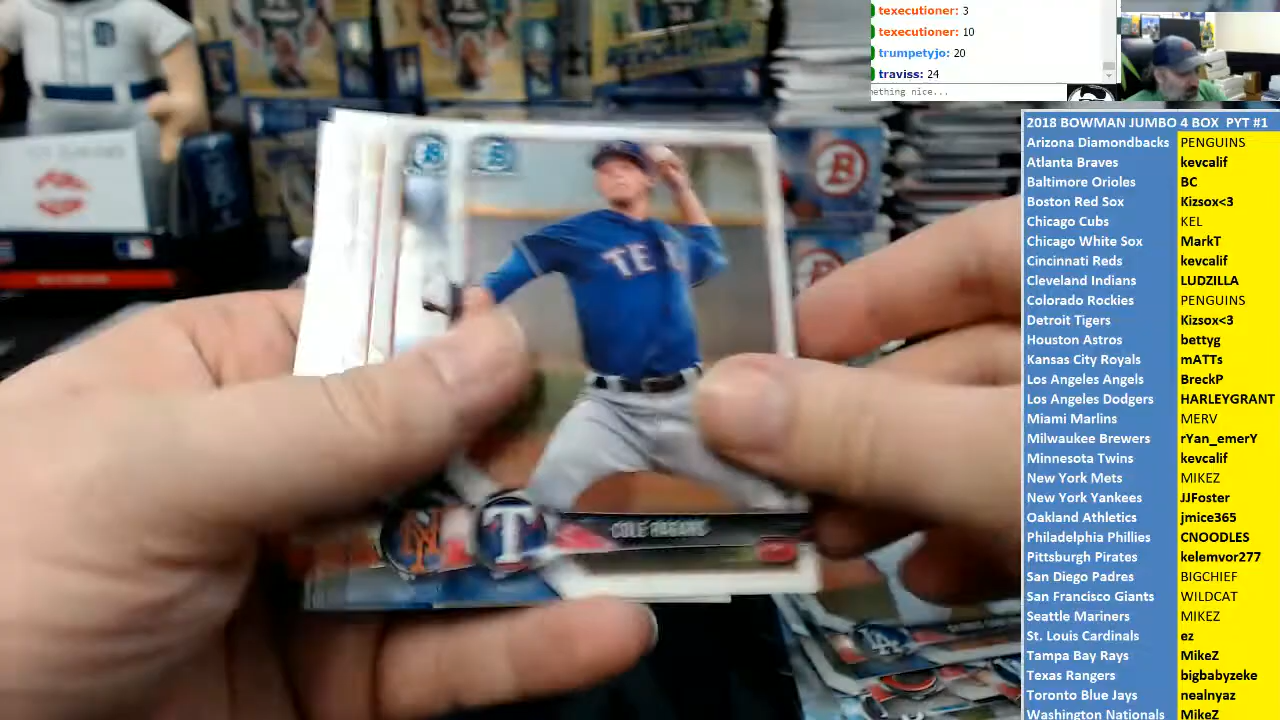 texecutioner: 3
texecutioner: 10
trumpetyjo: 20
traviss: 24
ething nice...
2018 BOWMAN JUMBO 4 BOX PYT #1
Arizona Diamondbacks PENGUINS
Atlanta Braves kevcalif
Baltimore Orioles BC
Boston Red Sox Kizsox<3
Chicago Cubs KEL
Chicago White Sox MarkT
Cincinnati Reds kevcalif
Cleveland Indians LUDZILLA
Colorado Rockies PENGUINS
Detroit Tigers Kizsox<3
Houston Astros bettyg
Kansas City Royals mATTs
Los Angeles Angels BreckP
Los Angeles Dodgers HARLEYGRANT
Miami Marlins MERV
Milwaukee Brewers rYan_emerY
Minnesota Twins kevcalif
New York Mets MIKEZ
New York Yankees JJFoster
Oakland Athletics jmice365
Philadelphia Phillies CNOODLES
Pittsburgh Pirates kelemvor277
San Diego Padres BIGCHIEF
San Francisco Giants WILDCAT
Seattle Mariners MIKEZ
St. Louis Cardinals ez
Tampa Bay Rays MikeZ
Texas Rangers bigbabyzeke
Toronto Blue Jays nealnyaz
Washington Nationals MikeZ
B
B
TE
NY
T
COLE RAGANS
B
LA